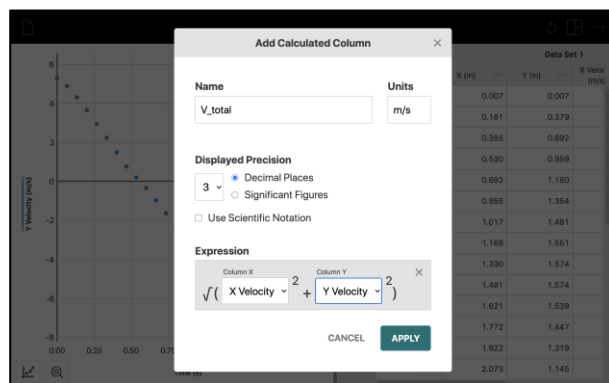 Add Calculated Column ×
Name
Units
V_total
m/s
Displayed Precision
3
Decimal Places
Significant Figures
Use Scientific Notation
Expression
Column X
Column Y
√( X Velocity 2 + Y Velocity 2 )
CANCEL
APPLY
Y Velocity (m/s)
6
4
2
0
-2
-4
-6
-8
0.00 0.25 0.50
Data Set 1
X (m) ... Y (m) ...
0.007 0.007
0.181 0.379
0.355 0.692
0.530 0.959
0.692 1.180
0.855 1.354
1.017 1.481
1.168 1.551
1.330 1.574
1.481 1.574
1.621 1.539
1.772 1.447
1.922 1.319
2.073 1.145